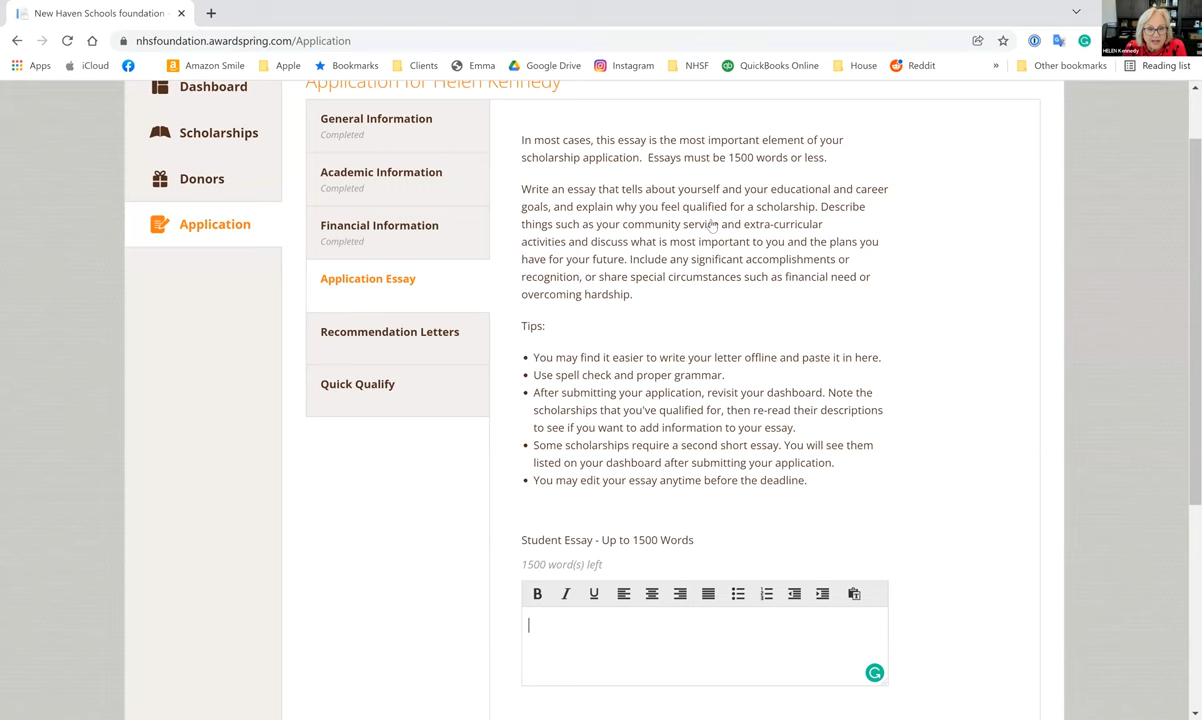 New Haven Schools foundation
nhsfoundation.awardspring.com/Application
HELEN Kennedy
Apps
iCloud
Amazon Smile
Apple
Bookmarks
Clients
Emma
Google Drive
Instagram
NHSF
QuickBooks Online
House
Reddit
»
Other bookmarks
Reading list
Dashboard
Scholarships
Donors
Application
Application for Helen Kennedy
General Information
Completed
Academic Information
Completed
Financial Information
Completed
Application Essay
Recommendation Letters
Quick Qualify
In most cases, this essay is the most important element of your
scholarship application. Essays must be 1500 words or less.
Write an essay that tells about yourself and your educational and career
goals, and explain why you feel qualified for a scholarship. Describe
things such as your community service and extra-curricular
activities and discuss what is most important to you and the plans you
have for your future. Include any significant accomplishments or
recognition, or share special circumstances such as financial need or
overcoming hardship.
Tips:
• You may find it easier to write your letter offline and paste it in here.
• Use spell check and proper grammar.
• After submitting your application, revisit your dashboard. Note the
scholarships that you've qualified for, then re-read their descriptions
to see if you want to add information to your essay.
• Some scholarships require a second short essay. You will see them
listed on your dashboard after submitting your application.
• You may edit your essay anytime before the deadline.
Student Essay - Up to 1500 Words
1500 word(s) left
B I U